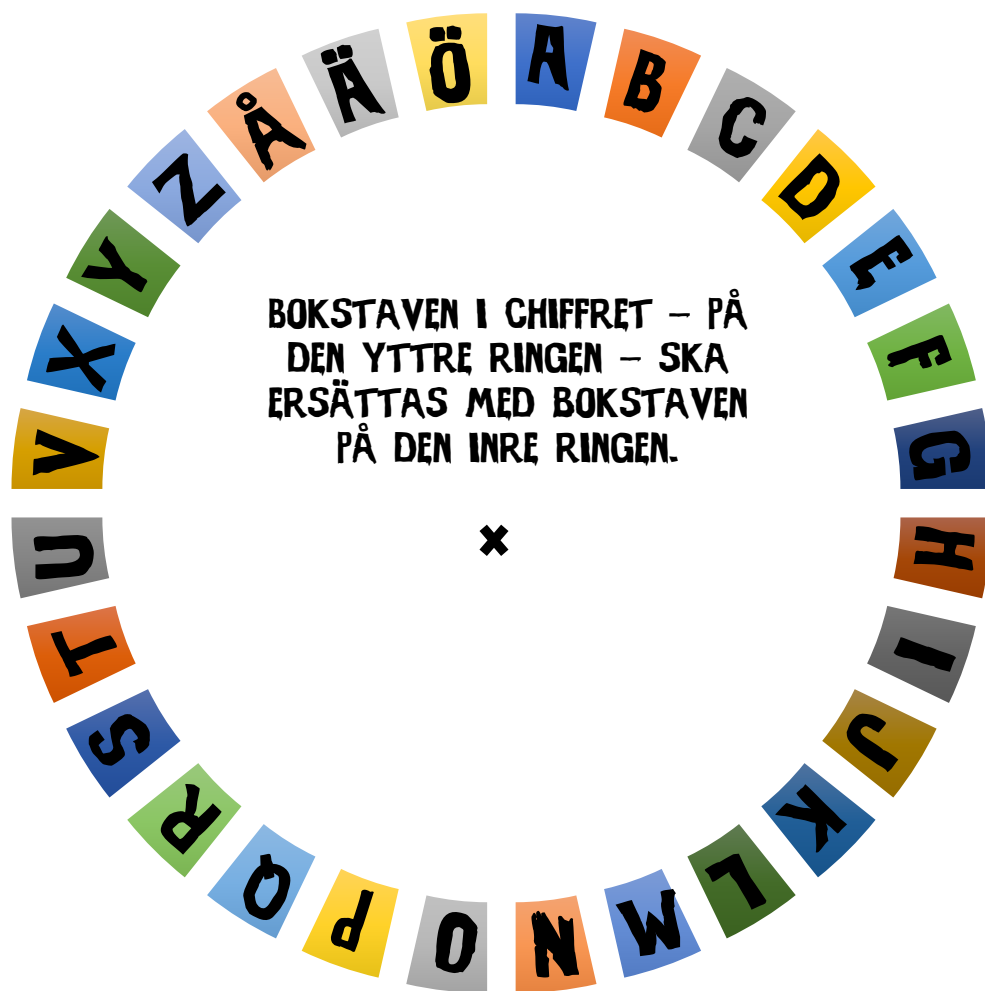 A
B
C
D
E
F
G
H
I
J
K
L
M
N
O
P
Q
R
S
T
U
V
X
Y
Z
Å
Ä
Ö
BOKSTAVEN I CHIFFRET – PÅ
DEN YTTRE RINGEN – SKA
ERSÄTTAS MED BOKSTAVEN
PÅ DEN INRE RINGEN.